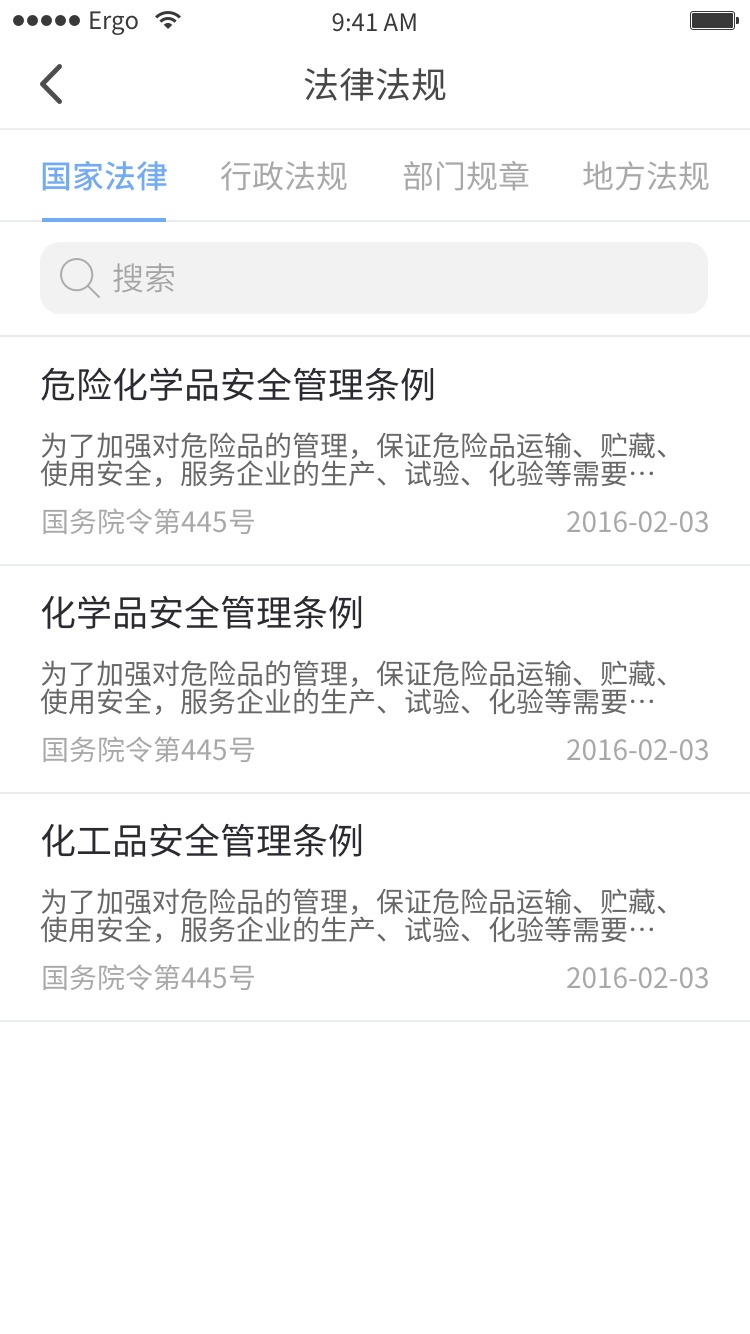 Ergo 9:41 AM
法律法规
国家法律 行政法规 部门规章 地方法规
搜索
危险化学品安全管理条例
为了加强对危险品的管理，保证危险品运输、贮藏、
使用安全，服务企业的生产、试验、化验等需要…
国务院令第445号 2016-02-03
化学品安全管理条例
为了加强对危险品的管理，保证危险品运输、贮藏、
使用安全，服务企业的生产、试验、化验等需要…
国务院令第445号 2016-02-03
化工品安全管理条例
为了加强对危险品的管理，保证危险品运输、贮藏、
使用安全，服务企业的生产、试验、化验等需要…
国务院令第445号 2016-02-03